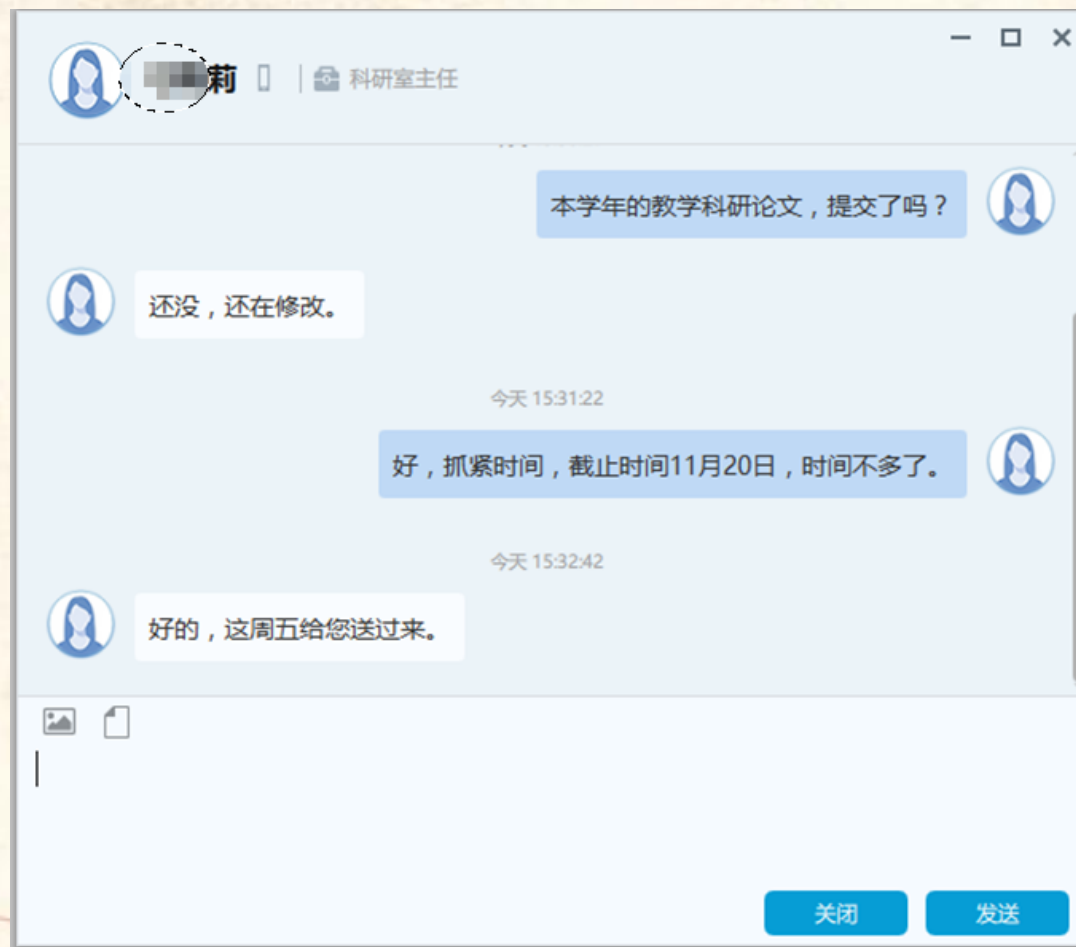 莉 科研室主任
本学年的教学科研论文，提交了吗？
还没，还在修改。
今天 15:31:22
好，抓紧时间，截止时间11月20日，时间不多了。
今天 15:32:42
好的，这周五给您送过来。
关闭 发送